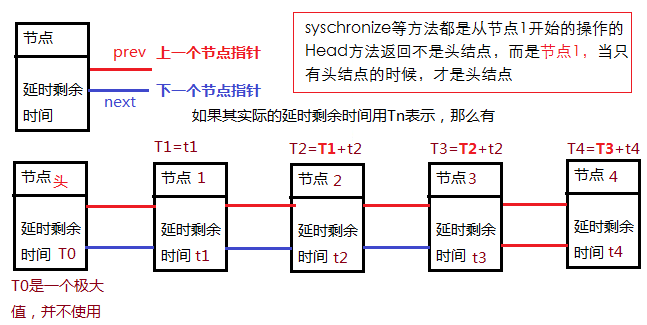 节点
prev 上一个节点指针
延时剩余
时间
next 下一个节点指针
syschronize等方法都是从节点1开始的操作的
Head方法返回不是头结点，而是节点1，当只
有头结点的时候，才是头结点
如果其实际的延时剩余时间用Tn表示，那么有
T1=t1
T2=T1+t2
T3=T2+t2
T4=T3+t4
节点头
延时剩余
时间 T0
节点 1
延时剩余
时间 t1
节点 2
延时剩余
时间 t2
节点3
延时剩余
时间 t3
节点 4
延时剩余
时间 t4
T0是一个极大
值，并不使用